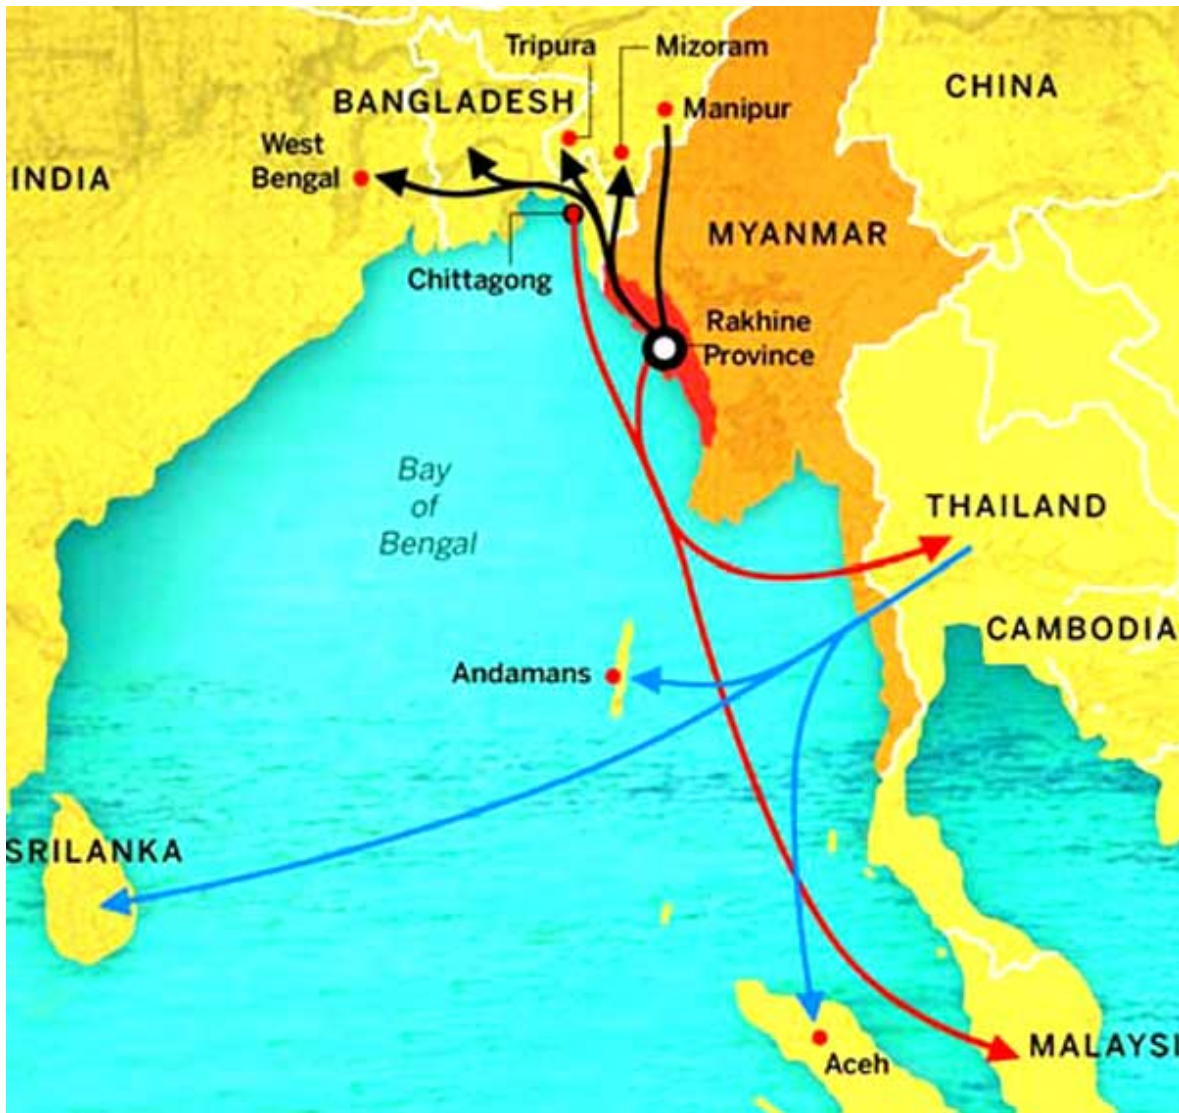 Tripura
Mizoram
CHINA
BANGLADESH
Manipur
West
Bengal
INDIA
MYANMAR
Chittagong
Rakhine
Province
Bay
of
Bengal
THAILAND
CAMBODIA
Andamans
SRILANKA
MALAYSI
Aceh